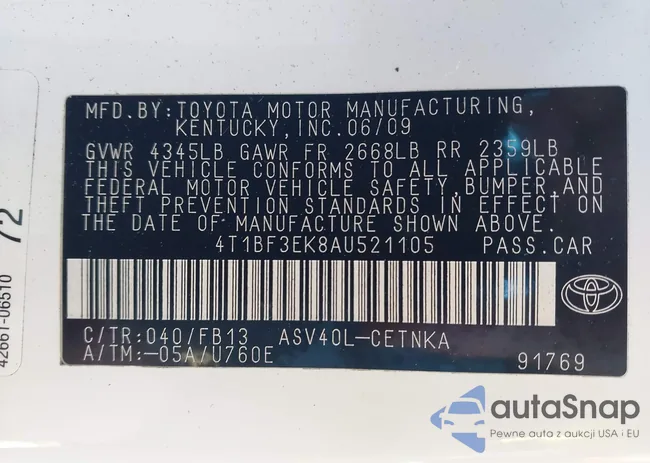 MFD.BY:TOYOTA MOTOR MANUFACTURING,
KENTUCKY,INC.06/09
GVWR 4345LB GAWR FR 2668LB RR 2359LB
THIS VEHICLE CONFORMS TO ALL APPLICABLE
FEDERAL MOTOR VEHICLE SAFETY,BUMPER,AND
THEFT PREVENTION STANDARDS IN EFFECT ON
THE DATE OF MANUFACTURE SHOWN ABOVE.
4T1BF3EK8AU521105 PASS.CAR
C/TR:040/FB13 ASV40L-CETNKA
A/TM:-05A/U760E 91769
42661-06510 72
autaSnap
Pewne auta z aukcji USA i EU